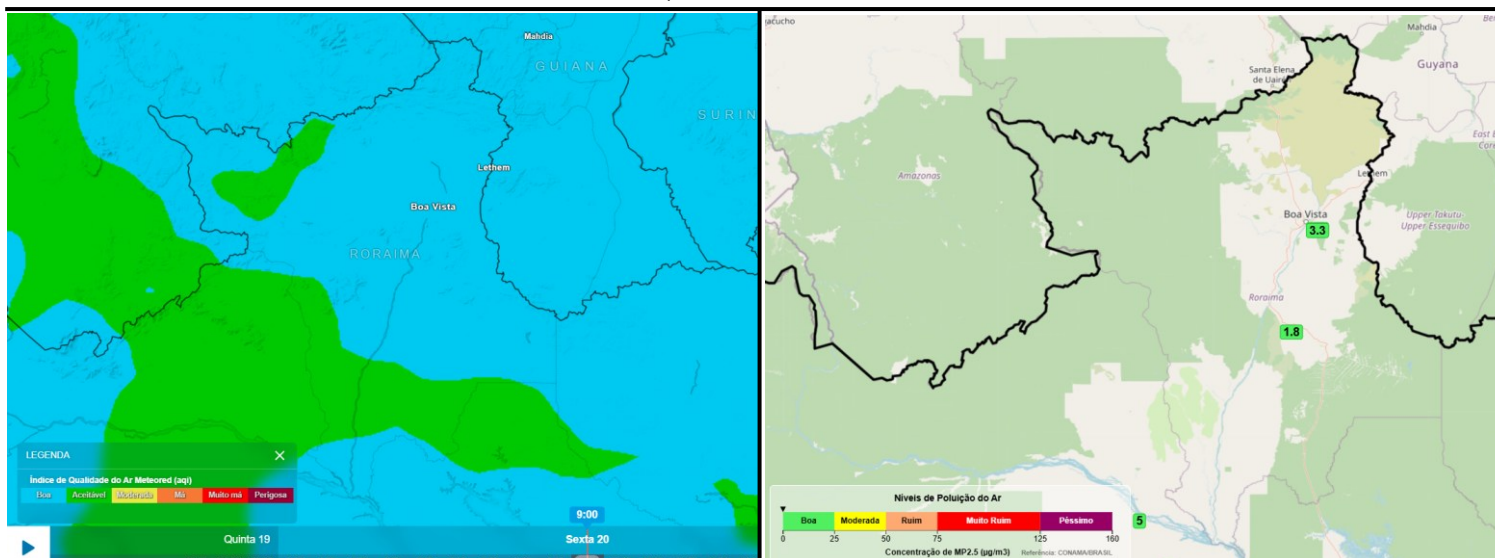 Mahdia
GUIANA
SURIN
Lethem
Boa Vista
RORAIMA
LEGENDA
Índice de Qualidade do Ar Meteored (aqi)
Boa Aceitável Moderada Má Muito má Perigosa
9:00
Quinta 19 Sexta 20
Mahdia
Guyana
Santa Elena
de Uairé
Amazonas
Lethem
Boa Vista
3.3
Upper Takutu-
Upper Essequibo
Roraima
1.8
5
Níveis de Poluição do Ar
Boa Moderada Ruim Muito Ruim Péssimo
0 25 50 75 125 160
Concentração de MP2.5 (µg/m3) Referência: CONAMA/BRASIL